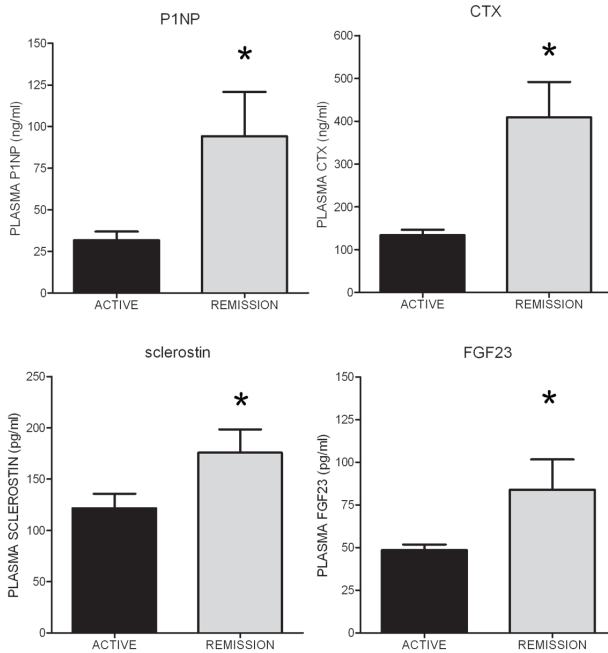 P1NP
PLASMA P1NP (ng/ml)
150
125
100
75
50
25
0
*
ACTIVE REMISSION
CTX
PLASMA CTX (ng/ml)
600
500
400
300
200
100
0
*
ACTIVE REMISSION
sclerostin
PLASMA SCLEROSTIN (pg/ml)
250
200
150
100
50
0
*
ACTIVE REMISSION
FGF23
PLASMA FGF23 (pg/ml)
150
125
100
75
50
25
0
*
ACTIVE REMISSION